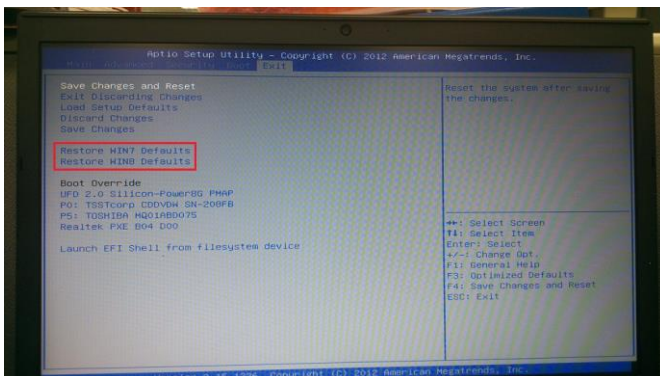 Aptio Setup Utility - Copyright (C) 2012 American Megatrends, Inc.
Main Advanced Security Boot Exit
Save Changes and Reset
Exit Discarding Changes
Load Setup Defaults
Discard Changes
Save Changes
Restore WIN7 Defaults
Restore WIN8 Defaults
Boot Override
UFD 2.0 Silicon-Power8G PMAP
P0: TSSTcorp CDDVDW SN-208FB
P5: TOSHIBA MQ01ABD075
Realtek PXE B04 D00
Launch EFI Shell from filesystem device
Reset the system after saving
the changes.
: Select Screen
: Select Item
Enter: Select
+/-: Change Opt.
F1: General Help
F3: Optimized Defaults
F4: Save Changes and Reset
ESC: Exit
Copyright (C) 2012 American Megatrends, Inc.